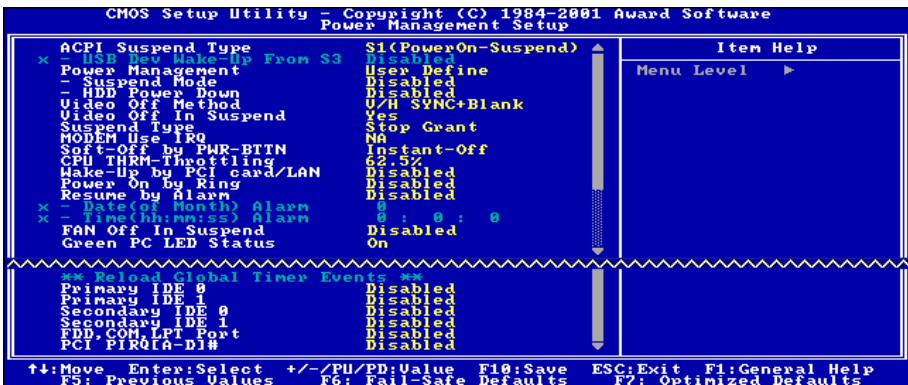 CMOS Setup Utility – Copyright (C) 1984-2001 Award Software
Power Management Setup
ACPI Suspend Type S1(PowerOn-Suspend)
x - USB Dev Wake-Up From S3 Disabled
Power Management User Define
- Suspend Mode Disabled
- HDD Power Down Disabled
Video Off Method V/H SYNC+Blank
Video Off In Suspend Yes
Suspend Type Stop Grant
MODEM Use IRQ NA
Soft-Off by PWR-BTTN Instant-Off
CPU THRM-Throttling 62.5%
Wake-Up by PCI card/LAN Disabled
Power On by Ring Disabled
Resume by Alarm Disabled
x - Date(of Month) Alarm 0
x - Time(hh:mm:ss) Alarm 0 : 0 : 0
FAN Off In Suspend Disabled
Green PC LED Status On
Item Help
Menu Level ►
** Reload Global Timer Events **
Primary IDE 0 Disabled
Primary IDE 1 Disabled
Secondary IDE 0 Disabled
Secondary IDE 1 Disabled
FDD,COM,LPT Port Disabled
PCI PIRQ[A-D]# Disabled
↑↓:Move Enter:Select +/-/PU/PD:Value F10:Save ESC:Exit F1:General Help
F5: Previous Values F6: Fail-Safe Defaults F7: Optimized Defaults